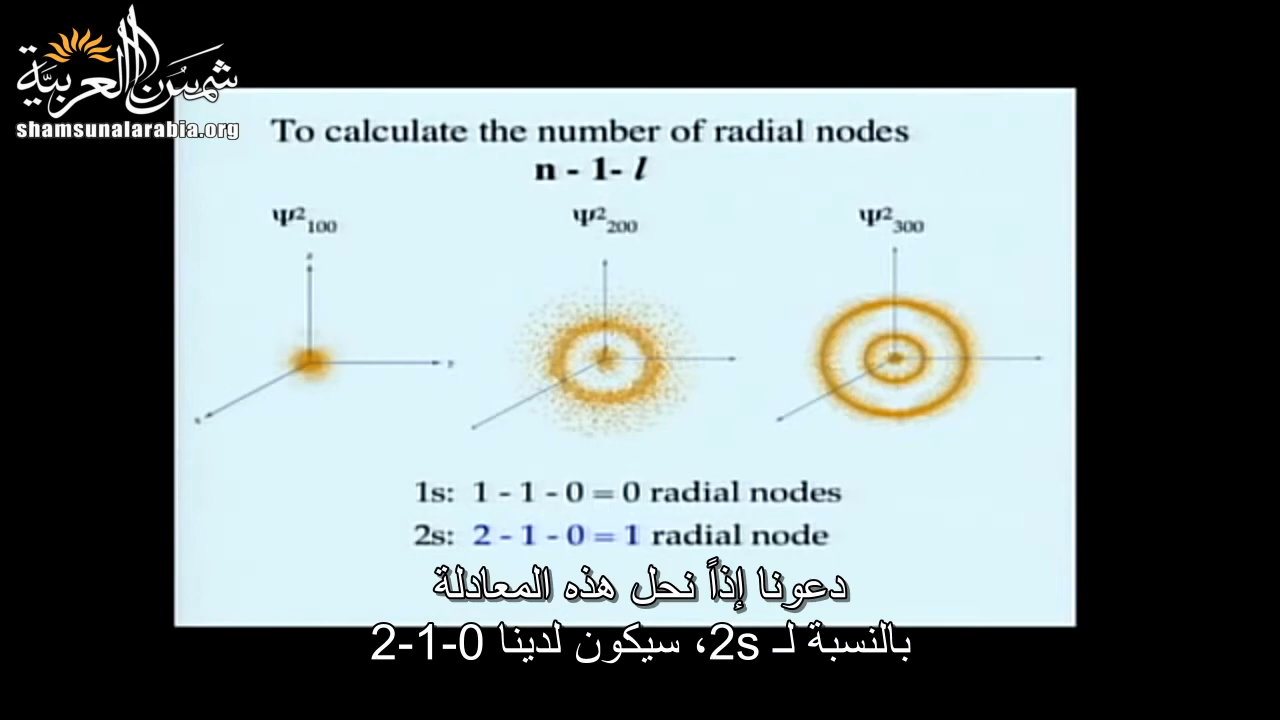 شمس العربية
shamsunalarabia.org
To calculate the number of radial nodes
n - 1- l
Ψ²₁₀₀
Ψ²₂₀₀
Ψ²₃₀₀
z
y
x
1s: 1 - 1 - 0 = 0 radial nodes
2s: 2 - 1 - 0 = 1 radial node
دعونا إذاً نحل هذه المعادلة
بالنسبة لـ 2s، سيكون لدينا 0-1-2